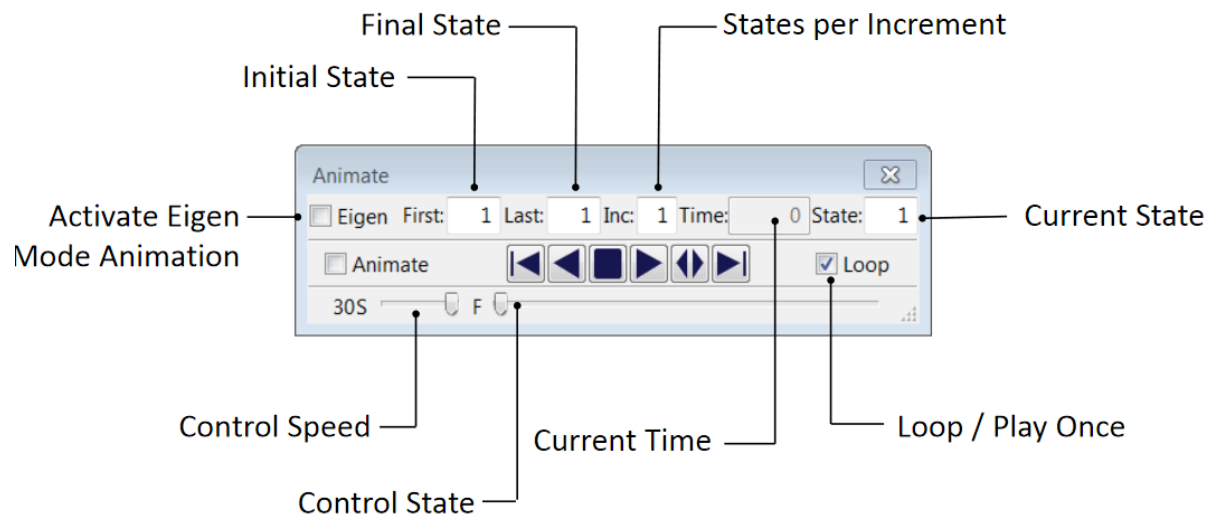 Final State
States per Increment
Initial State
Animate
Activate Eigen
Mode Animation
Eigen First: 1 Last: 1 Inc: 1 Time: 0 State: 1
Current State
Animate
Loop
30S F
Control Speed
Current Time
Loop / Play Once
Control State